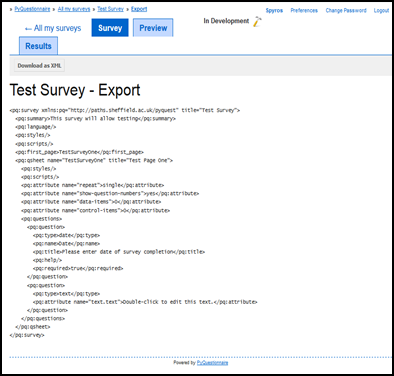 » PyQuestionnaire » All my surveys » Test Survey » Export
Spyros Preferences Change Password Logout
← All my surveys Survey Preview In Development
Results
Download as XML
Test Survey - Export
<pq:survey xmlns:pq="http://paths.sheffield.ac.uk/pyquest" title="Test Survey">
<pq:summary>This survey will allow testing</pq:summary>
<pq:language/>
<pq:styles/>
<pq:scripts/>
<pq:first_page>TestSurveyOne</pq:first_page>
<pq:qsheet name="TestSurveyOne" title="Test Page One">
<pq:styles/>
<pq:scripts/>
<pq:attribute name="repeat">single</pq:attribute>
<pq:attribute name="show-question-numbers">yes</pq:attribute>
<pq:attribute name="data-items">0</pq:attribute>
<pq:attribute name="control-items">0</pq:attribute>
<pq:questions>
<pq:question>
<pq:type>date</pq:type>
<pq:name>Date</pq:name>
<pq:title>Please enter date of survey completion</pq:title>
<pq:help/>
<pq:required>true</pq:required>
</pq:question>
<pq:question>
<pq:type>text</pq:type>
<pq:attribute name="text.text">Double-click to edit this text.</pq:attribute>
</pq:question>
</pq:questions>
</pq:qsheet>
</pq:survey>
Powered by PyQuestionnaire